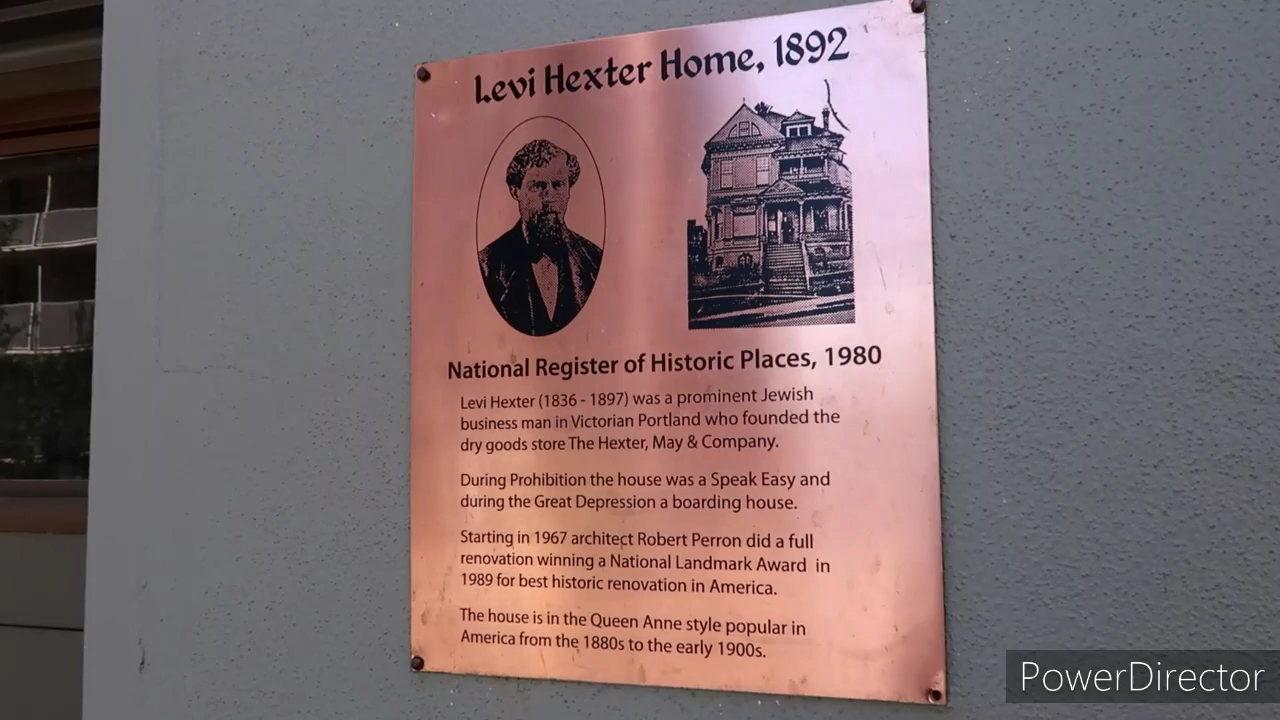 Levi Hexter Home, 1892
National Register of Historic Places, 1980
Levi Hexter (1836 - 1897) was a prominent Jewish
business man in Victorian Portland who founded the
dry goods store The Hexter, May & Company.
During Prohibition the house was a Speak Easy and
during the Great Depression a boarding house.
Starting in 1967 architect Robert Perron did a full
renovation winning a National Landmark Award in
1989 for best historic renovation in America.
The house is in the Queen Anne style popular in
America from the 1880s to the early 1900s.
PowerDirector